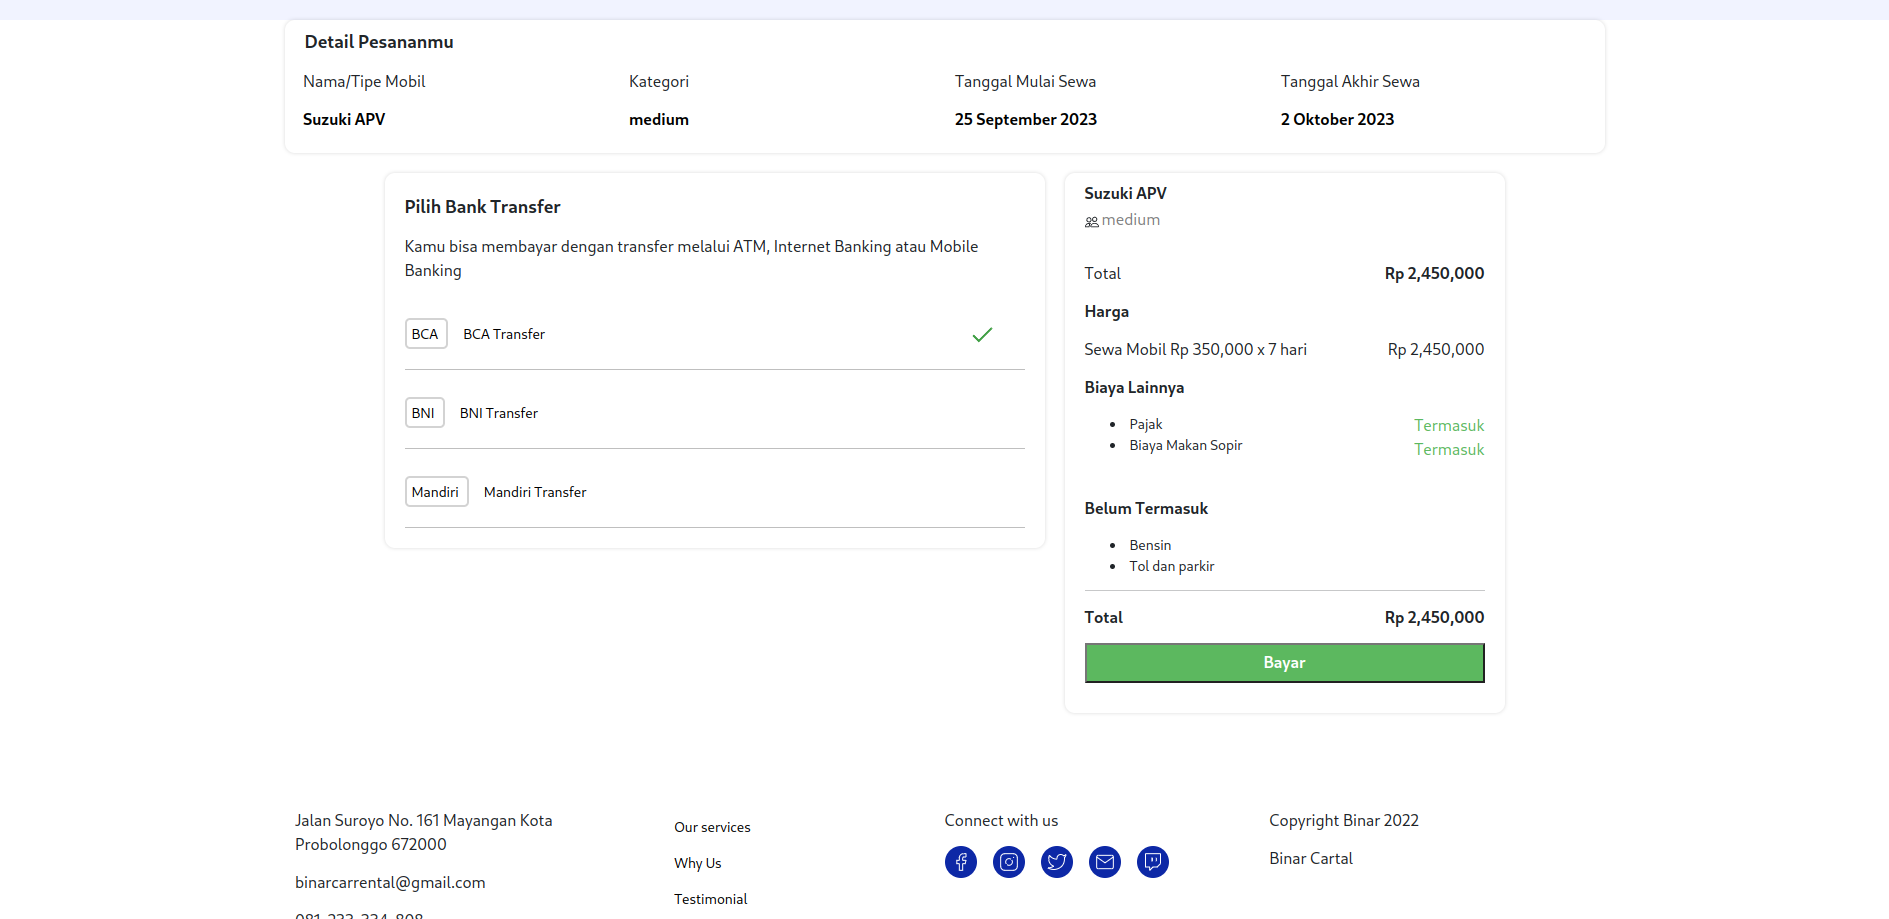 Detail Pesananmu
Nama/Tipe Mobil
Kategori
Tanggal Mulai Sewa
Tanggal Akhir Sewa
Suzuki APV
medium
25 September 2023
2 Oktober 2023
Pilih Bank Transfer
Kamu bisa membayar dengan transfer melalui ATM, Internet Banking atau Mobile
Banking
BCA BCA Transfer
BNI BNI Transfer
Mandiri Mandiri Transfer
Suzuki APV
medium
Total Rp 2,450,000
Harga
Sewa Mobil Rp 350,000 x 7 hari Rp 2,450,000
Biaya Lainnya
Pajak Termasuk
Biaya Makan Sopir Termasuk
Belum Termasuk
Bensin
Tol dan parkir
Total Rp 2,450,000
Bayar
Jalan Suroyo No. 161 Mayangan Kota
Probolonggo 672000
binarcarrental@gmail.com
081-233-334-808
Our services
Why Us
Testimonial
Connect with us
Copyright Binar 2022
Binar Cartal